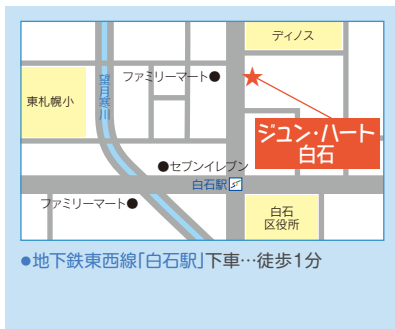 ディノス
ファミリーマート●
東札幌小
望月寒川
ジュン・ハート
白石
●セブンイレブン
白石駅
ファミリーマート●
白石
区役所
●地下鉄東西線「白石駅」下車…徒歩1分